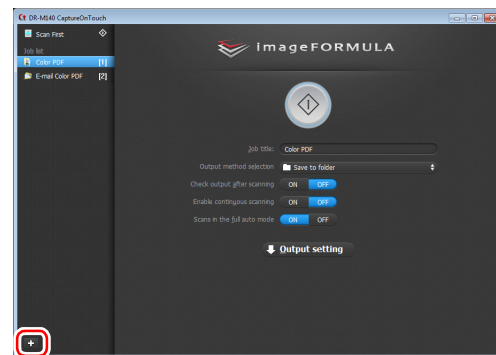 Ct DR-M140 CaptureOnTouch
Scan First
Job list
Color PDF [1]
E-mail Color PDF [2]
imageFORMULA
Job title: Color PDF
Output method selection Save to folder
Check output after scanning ON OFF
Enable continuous scanning ON OFF
Scans in the full auto mode ON OFF
Output setting
+